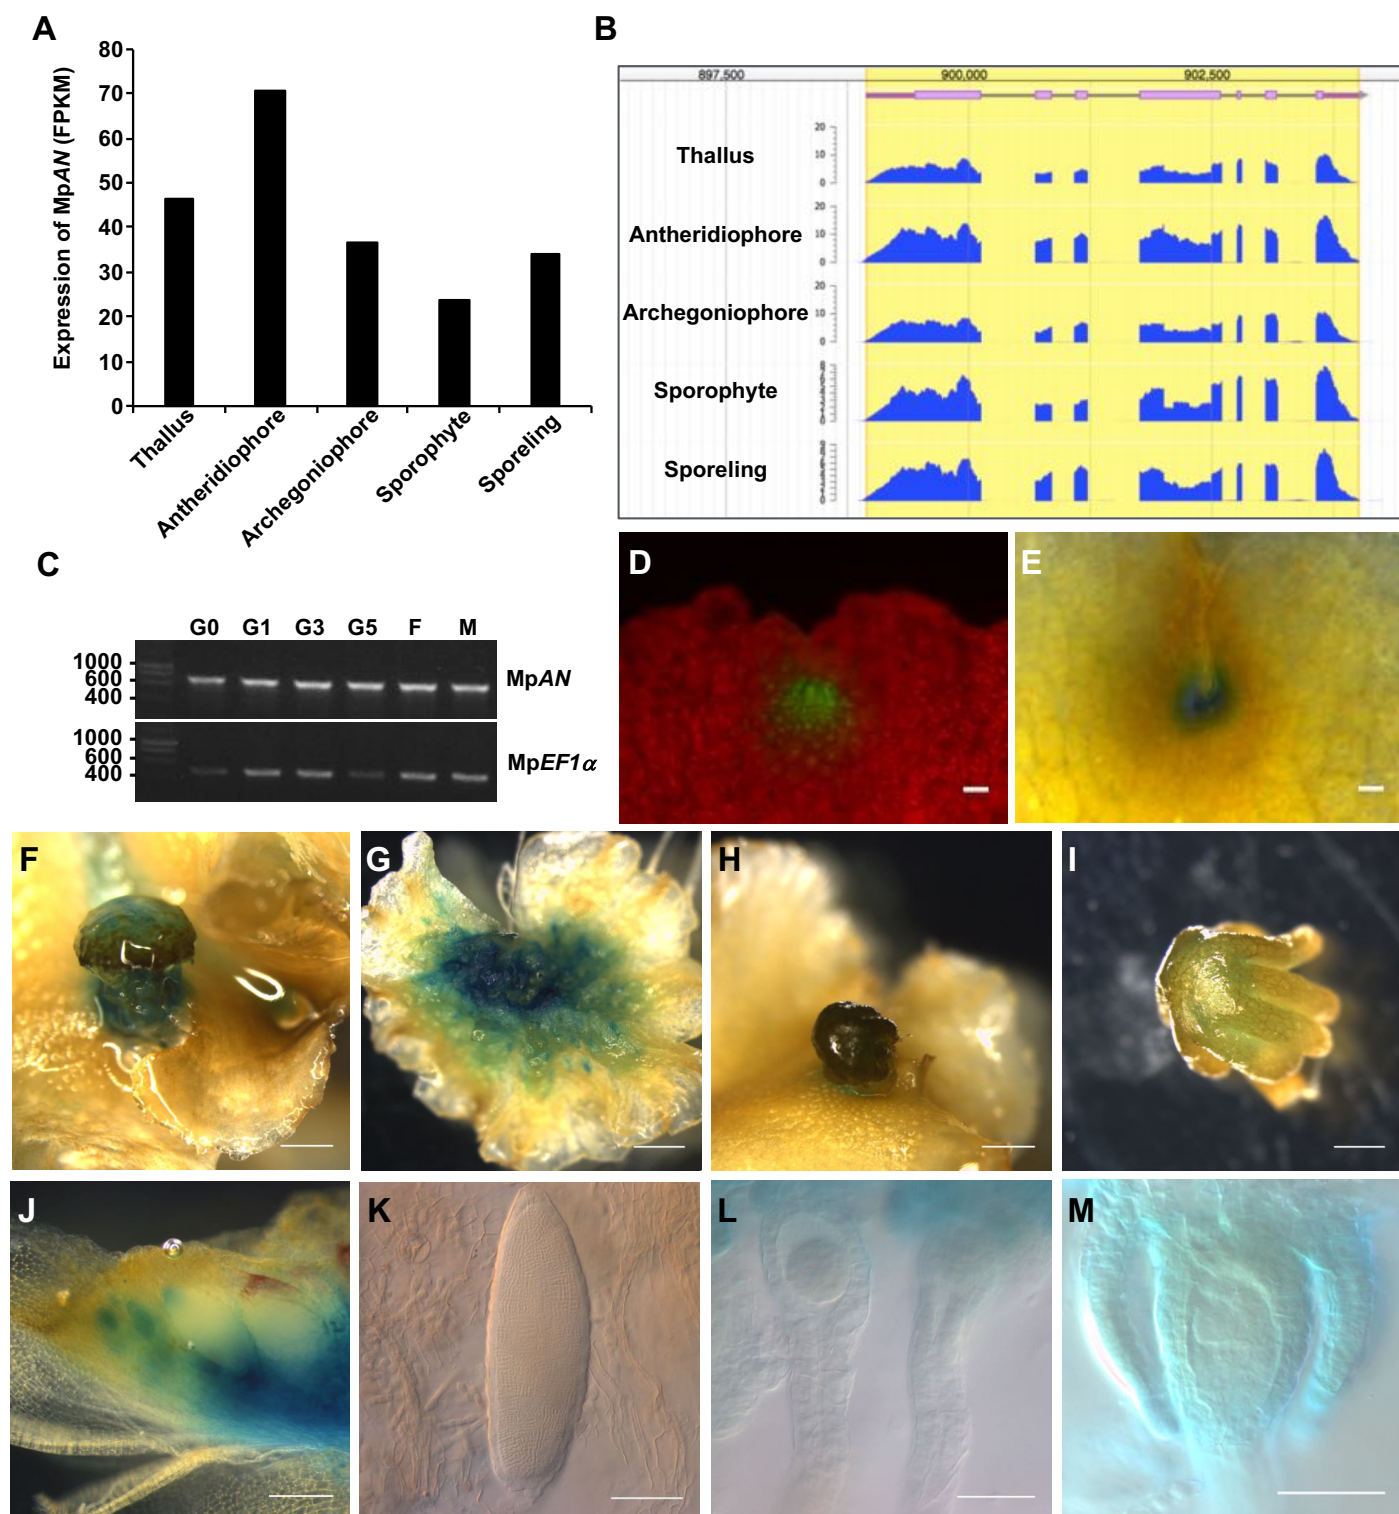 A
Expression of MpAN (FPKM)
80
70
60
50
40
30
20
10
0
Thallus
Antheridiophore
Archegoniophore
Sporophyte
Sporeling
B
897,500 900,000 902,500
Thallus
20
10
0
Antheridiophore
20
10
0
Archegoniophore
20
10
0
Sporophyte
Sporeling
C
G0 G1 G3 G5 F M
1000
600
400
MpAN
1000
600
400
MpEF1α
D
E
F
G
H
I
J
K
L
M